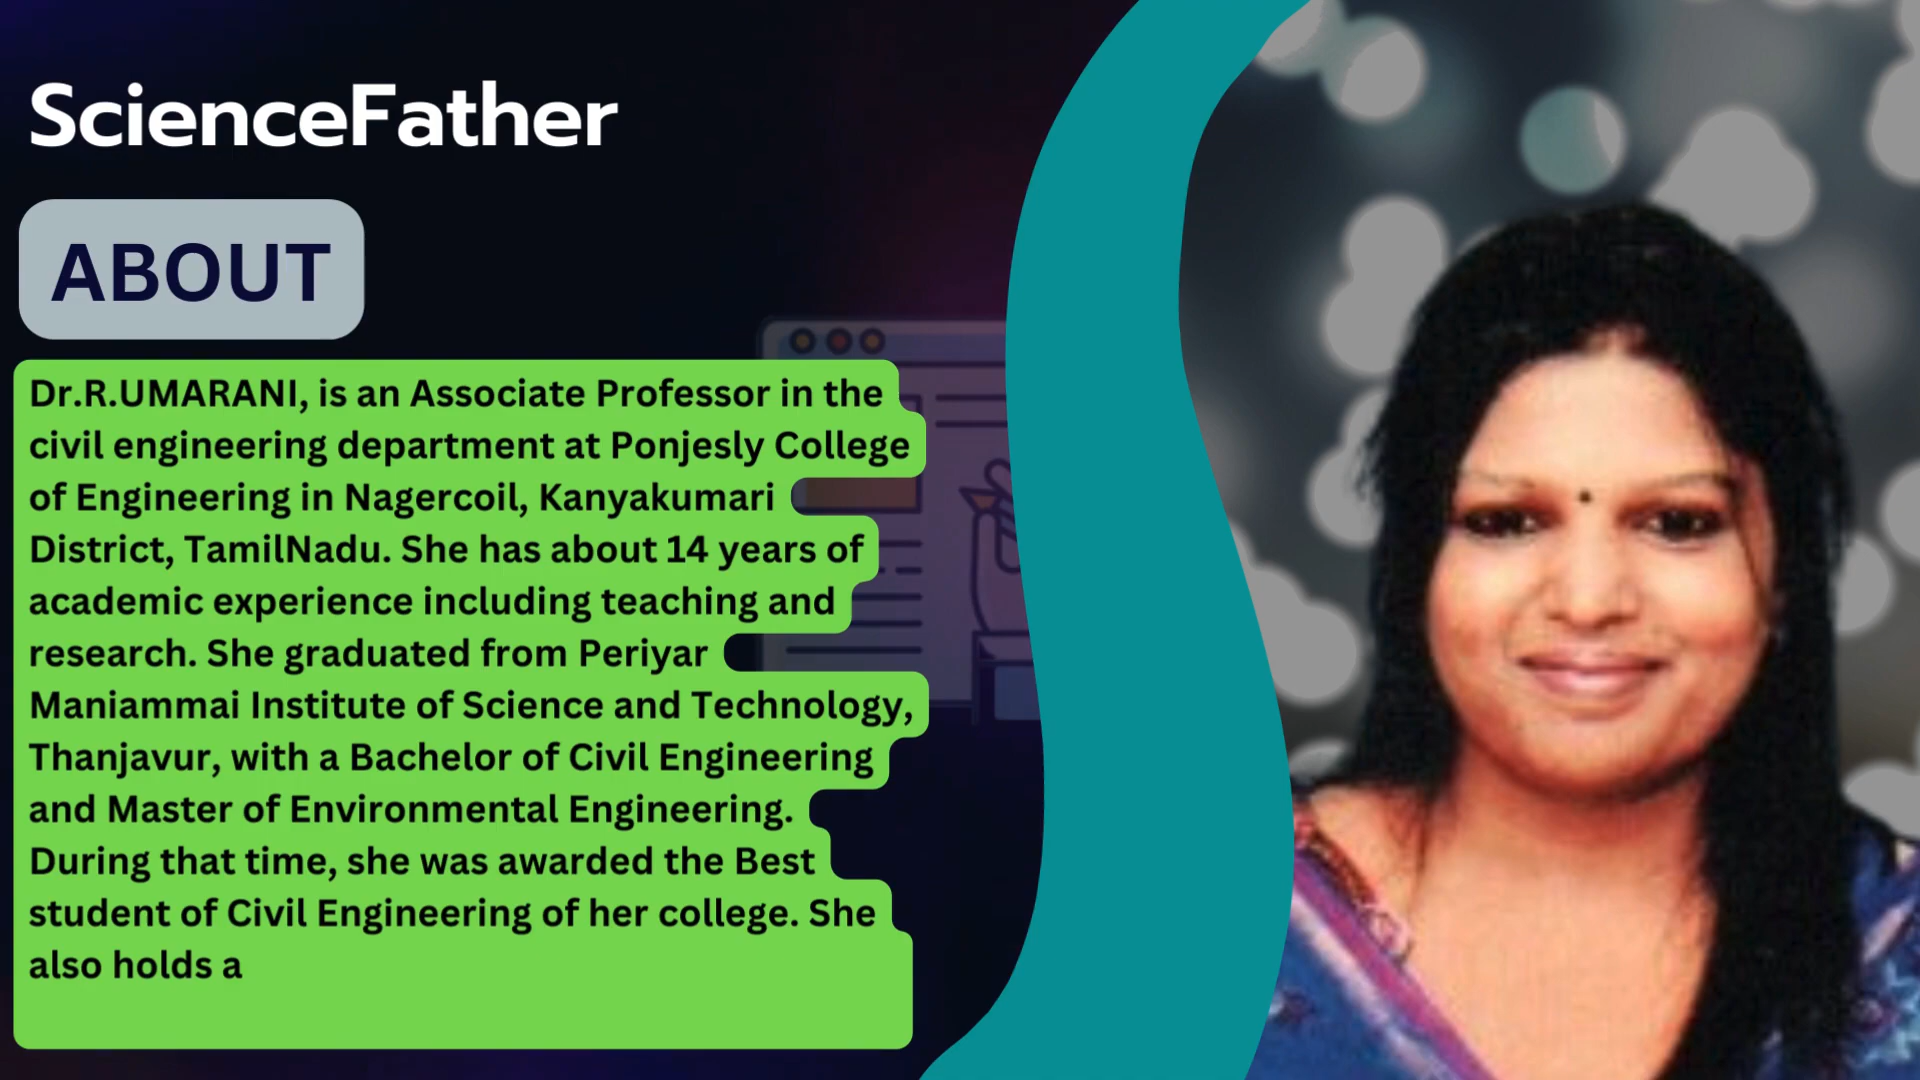 ScienceFather
ABOUT
Dr.R.UMARANI, is an Associate Professor in the
civil engineering department at Ponjesly College
of Engineering in Nagercoil, Kanyakumari
District, TamilNadu. She has about 14 years of
academic experience including teaching and
research. She graduated from Periyar
Maniammai Institute of Science and Technology,
Thanjavur, with a Bachelor of Civil Engineering
and Master of Environmental Engineering.
During that time, she was awarded the Best
student of Civil Engineering of her college. She
also holds a